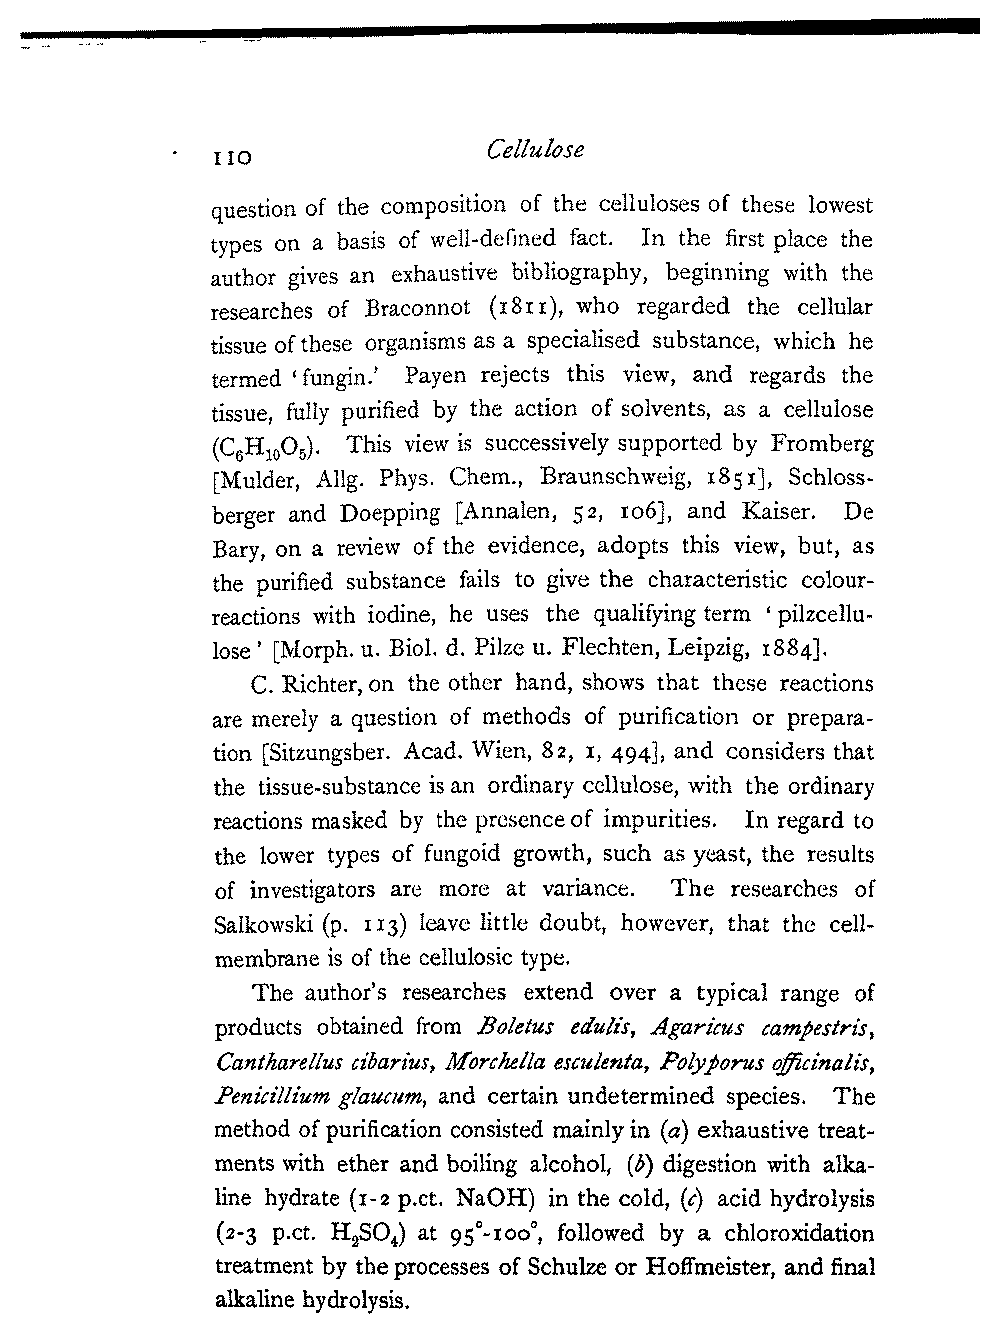 110
Cellulose
question of the composition of the celluloses of these lowest
types on a basis of well-defined fact. In the first place the
author gives an exhaustive bibliography, beginning with the
researches of Braconnot (1811), who regarded the cellular
tissue of these organisms as a specialised substance, which he
termed ‘fungin.’ Payen rejects this view, and regards the
tissue, fully purified by the action of solvents, as a cellulose
(C₆H₁₀O₅). This view is successively supported by Fromberg
[Mulder, Allg. Phys. Chem., Braunschweig, 1851], Schloss-
berger and Doepping [Annalen, 52, 106], and Kaiser. De
Bary, on a review of the evidence, adopts this view, but, as
the purified substance fails to give the characteristic colour-
reactions with iodine, he uses the qualifying term ‘pilzcellu-
lose’ [Morph. u. Biol. d. Pilze u. Flechten, Leipzig, 1884].
C. Richter, on the other hand, shows that these reactions
are merely a question of methods of purification or prepara-
tion [Sitzungsber. Acad. Wien, 82, 1, 494], and considers that
the tissue-substance is an ordinary cellulose, with the ordinary
reactions masked by the presence of impurities. In regard to
the lower types of fungoid growth, such as yeast, the results
of investigators are more at variance. The researches of
Salkowski (p. 113) leave little doubt, however, that the cell-
membrane is of the cellulosic type.
The author's researches extend over a typical range of
products obtained from Boletus edulis, Agaricus campestris,
Cantharellus cibarius, Morchella esculenta, Polyporus officinalis,
Penicillium glaucum, and certain undetermined species. The
method of purification consisted mainly in (a) exhaustive treat-
ments with ether and boiling alcohol, (b) digestion with alka-
line hydrate (1-2 p.ct. NaOH) in the cold, (c) acid hydrolysis
(2-3 p.ct. H₂SO₄) at 95°-100°, followed by a chloroxidation
treatment by the processes of Schulze or Hoffmeister, and final
alkaline hydrolysis.